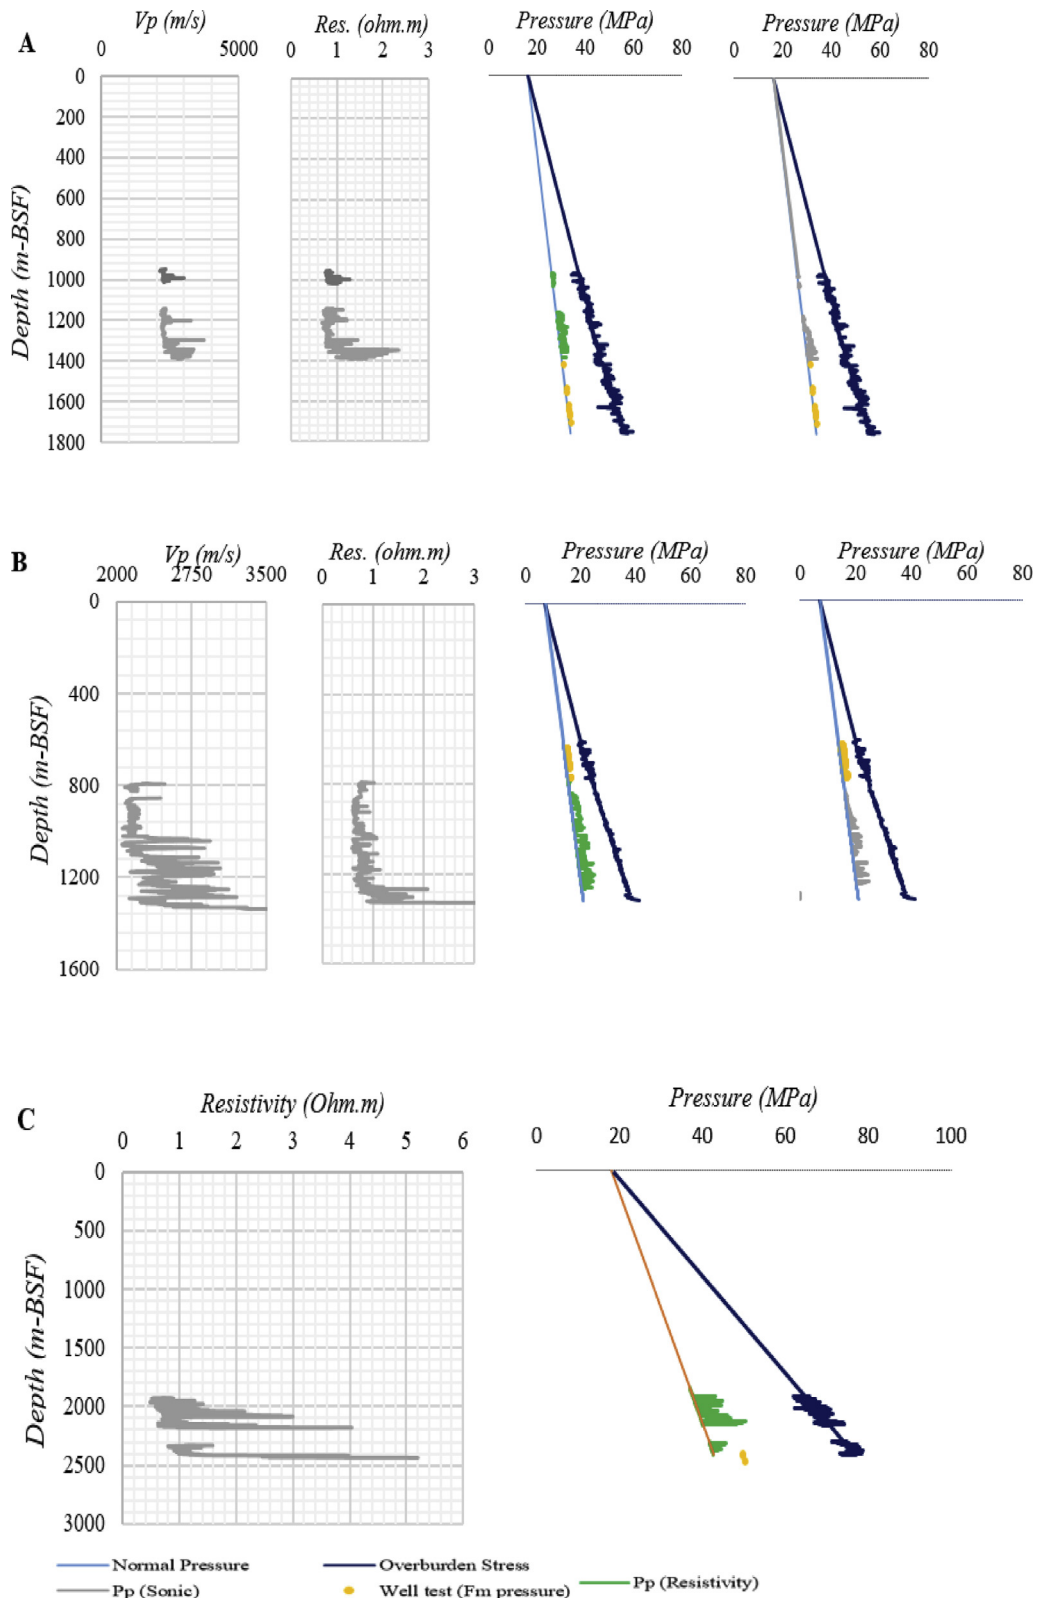 A
Vp (m/s)
Res. (ohm.m)
Pressure (MPa)
Pressure (MPa)
0 5000
0 1 2 3
0 20 40 60 80
0 20 40 60 80
Depth (m-BSF)
0
200
400
600
800
1000
1200
1400
1600
1800
B
Vp (m/s)
Res. (ohm.m)
Pressure (MPa)
Pressure (MPa)
2000 2750 3500
0 1 2 3
0 20 40 60 80
0 20 40 60 80
Depth (m-BSF)
0
400
800
1200
1600
C
Resistivity (Ohm.m)
Pressure (MPa)
0 1 2 3 4 5 6
0 20 40 60 80 100
Depth (m-BSF)
0
500
1000
1500
2000
2500
3000
Normal Pressure
Overburden Stress
Pp (Sonic)
Well test (Fm pressure)
Pp (Resistivity)